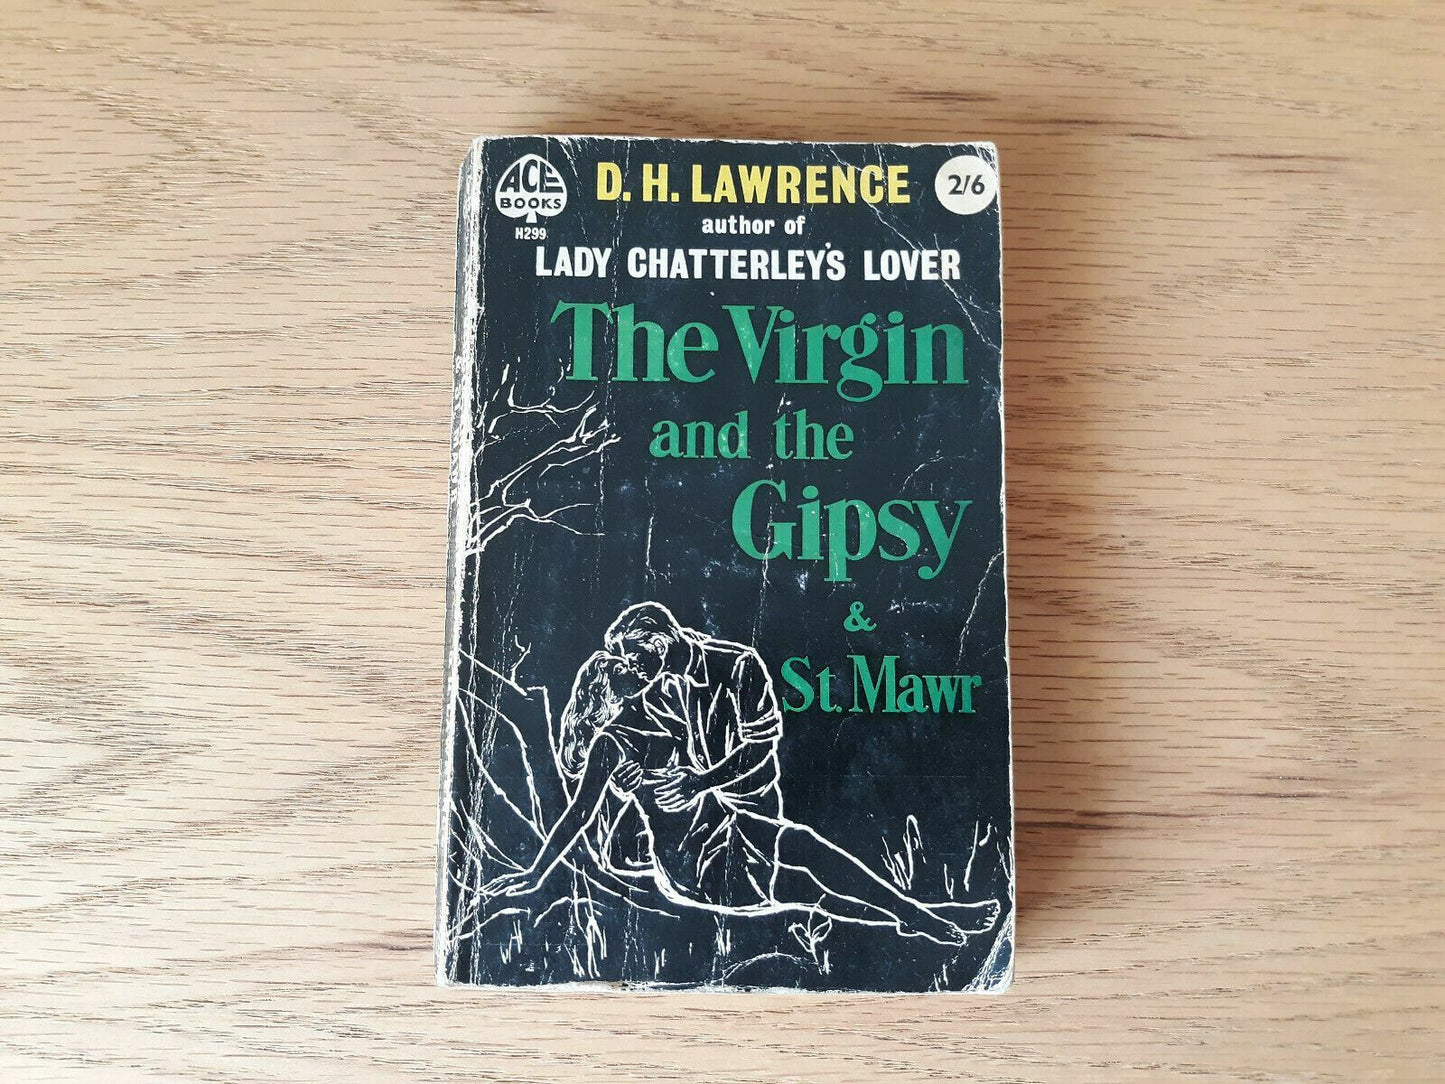 ACE
BOOKS
H299
D. H. LAWRENCE
2/6
author of
LADY CHATTERLEY'S LOVER
The Virgin
and the
Gipsy
&
St. Mawr